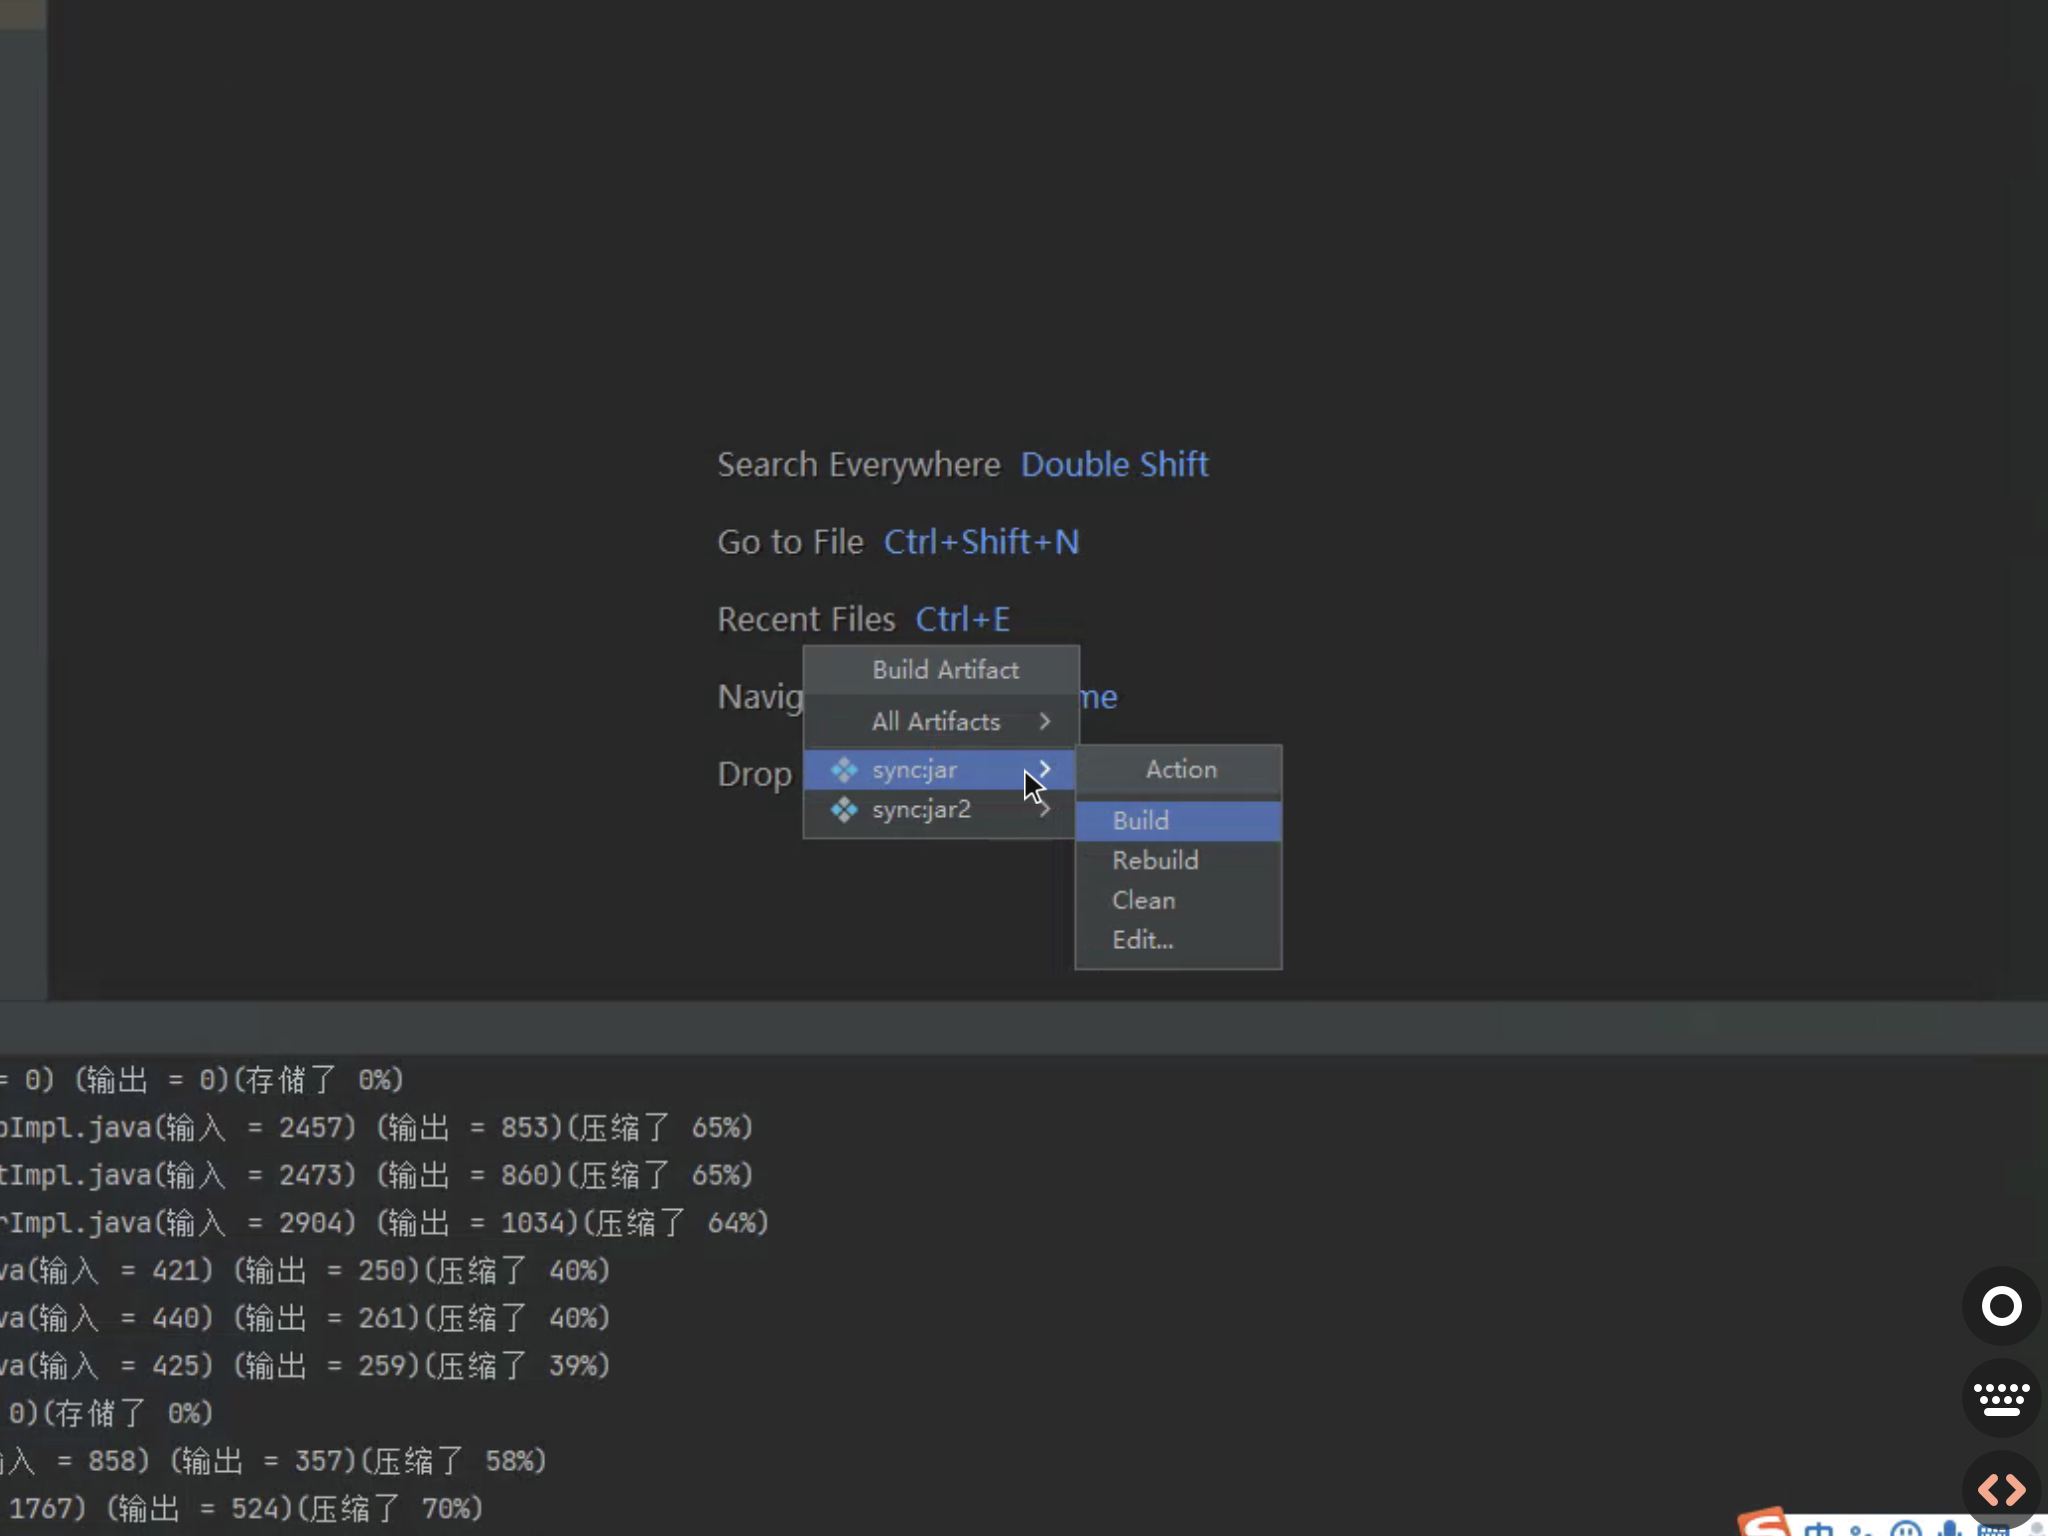 Search Everywhere Double Shift
Go to File Ctrl+Shift+N
Recent Files Ctrl+E
Build Artifact
Navig
me
All Artifacts
Drop
sync:jar
Action
sync:jar2
Build
Rebuild
Clean
Edit...
= 0) (输出 = 0)(存储了 0%)
pImpl.java(输入 = 2457) (输出 = 853)(压缩了 65%)
tImpl.java(输入 = 2473) (输出 = 860)(压缩了 65%)
rImpl.java(输入 = 2904) (输出 = 1034)(压缩了 64%)
va(输入 = 421) (输出 = 250)(压缩了 40%)
va(输入 = 440) (输出 = 261)(压缩了 40%)
va(输入 = 425) (输出 = 259)(压缩了 39%)
0)(存储了 0%)
入 = 858) (输出 = 357)(压缩了 58%)
1767) (输出 = 524)(压缩了 70%)